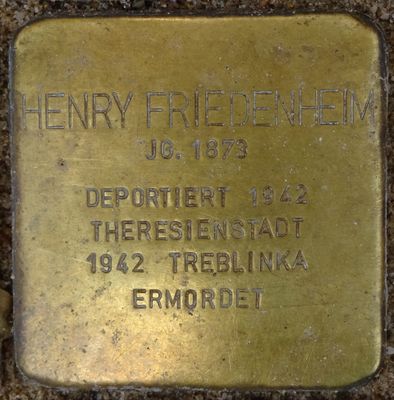 HENRY FRIEDENHEIM
JG. 1873
DEPORTIERT 1942
THERESIENSTADT
1942 TREBLINKA
ERMORDET